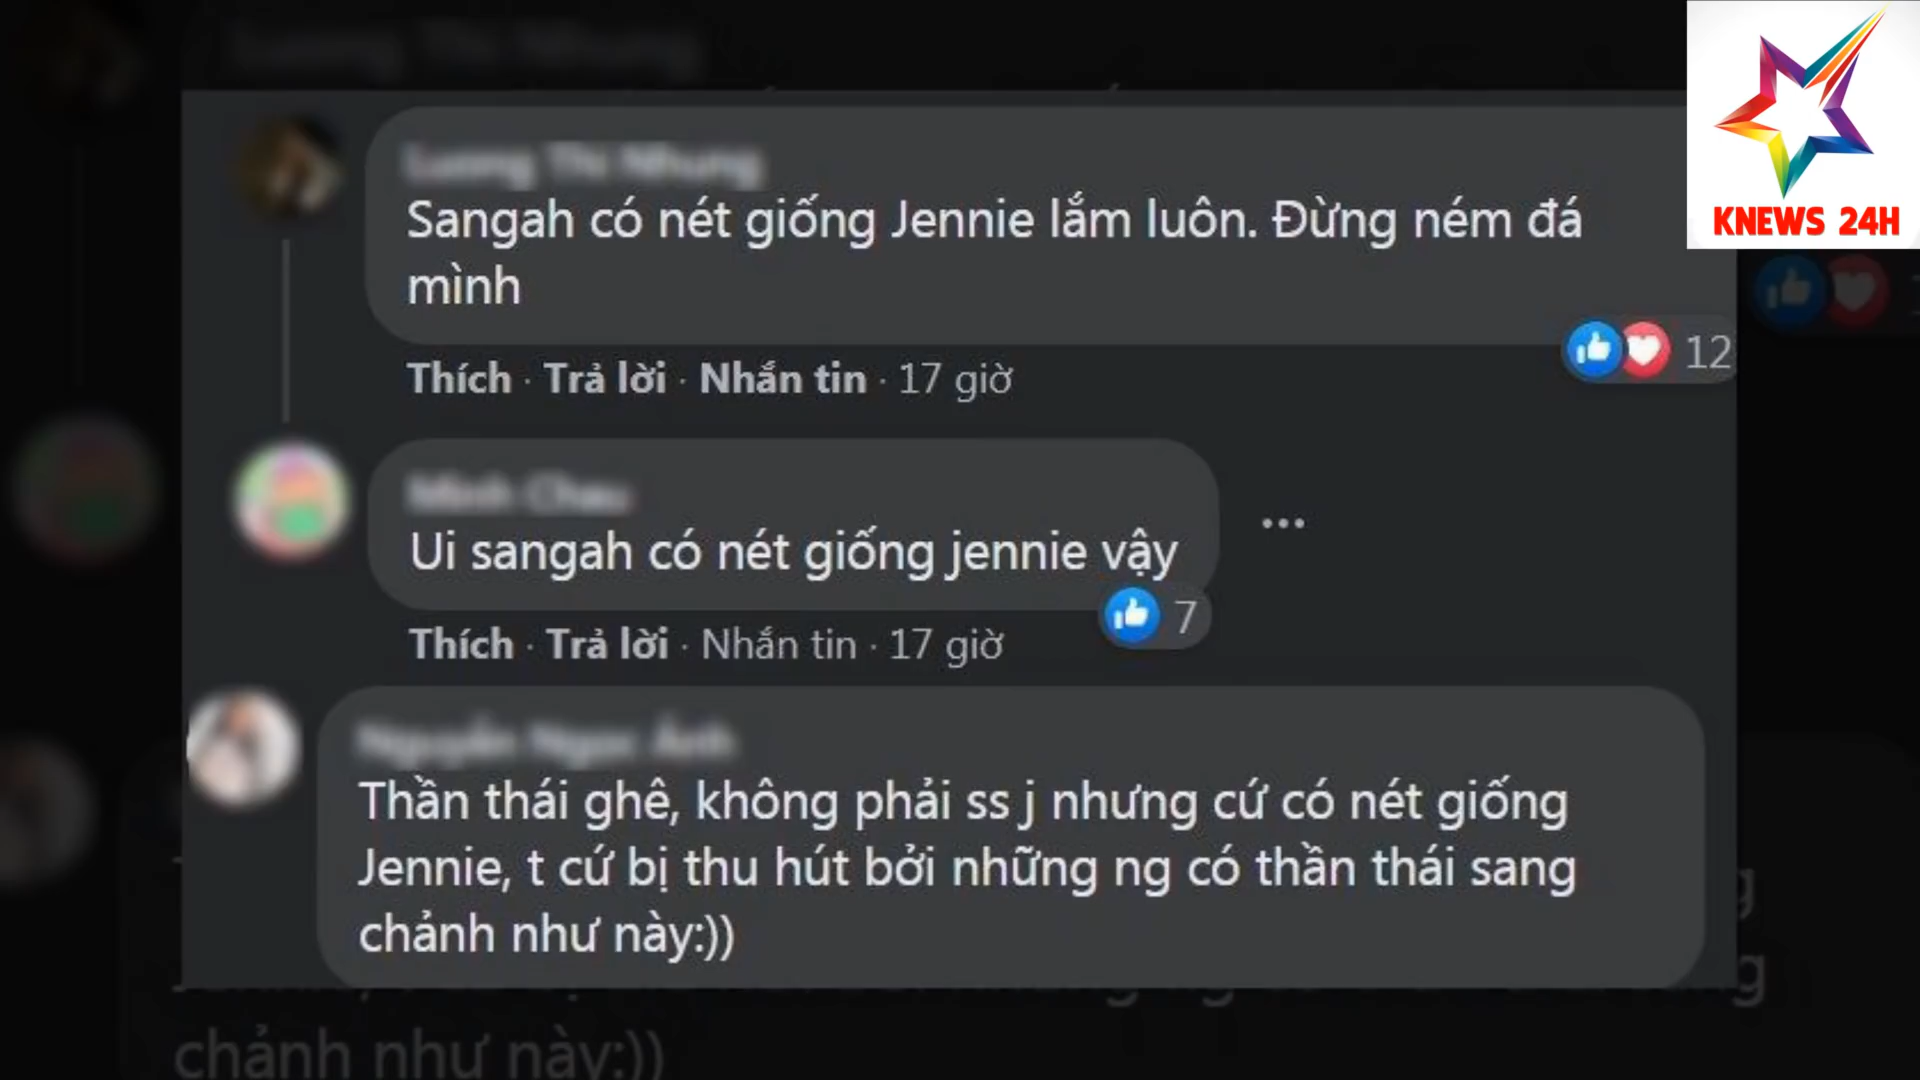 KNEWS 24H
Sangah có nét giống Jennie lắm luôn. Đừng ném đá
mình
12
Thích · Trả lời · Nhắn tin · 17 giờ
Ui sangah có nét giống jennie vậy
7
Thích · Trả lời · Nhắn tin · 17 giờ
Thần thái ghê, không phải ss j nhưng cứ có nét giống
Jennie, t cứ bị thu hút bởi những ng có thần thái sang
chảnh như này:))
chảnh như này:))